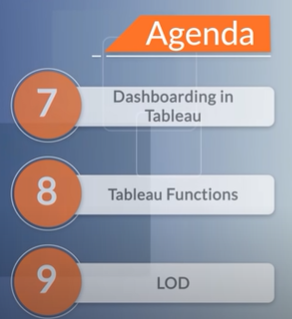 Agenda
7
Dashboarding in
Tableau
8
Tableau Functions
9
LOD